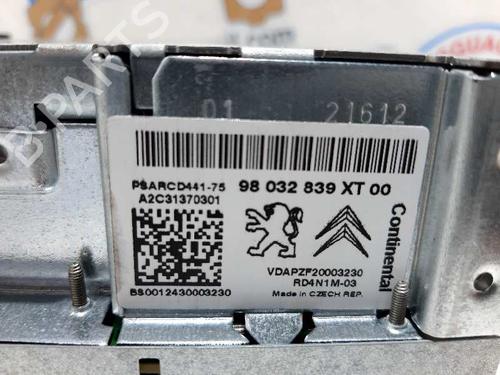 01 21612
PSARCD441-75
98 032 839 XT 00
A2C31370301
Continental
VDAPZF20003230
RD4N1M-03
BS0012430003230
Made in CZECH REP.
B-PARTS